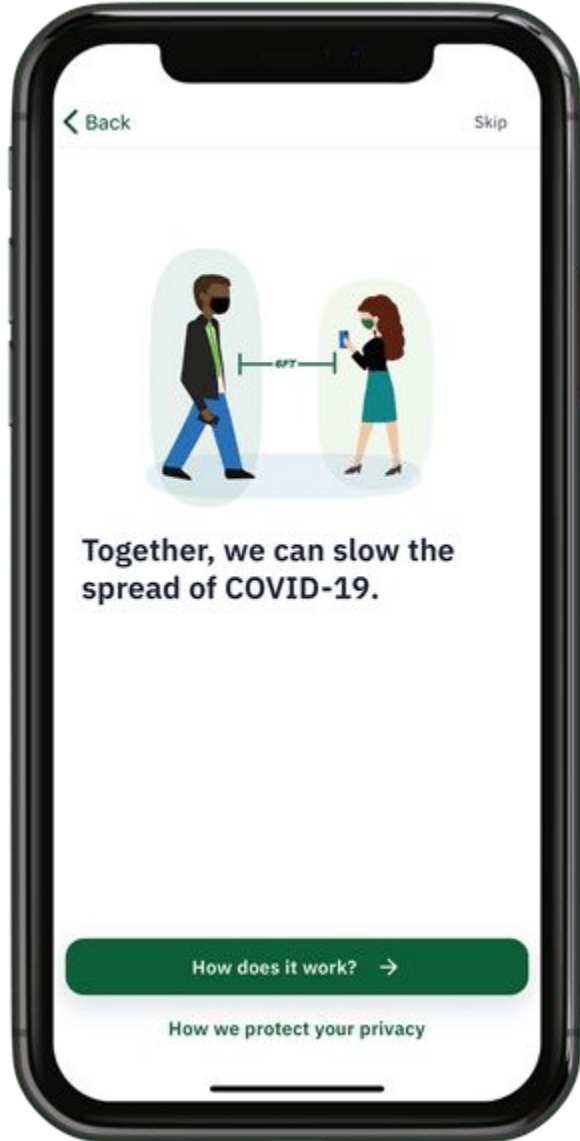 Back
Skip
6FT
Together, we can slow the
spread of COVID-19.
How does it work?
How we protect your privacy